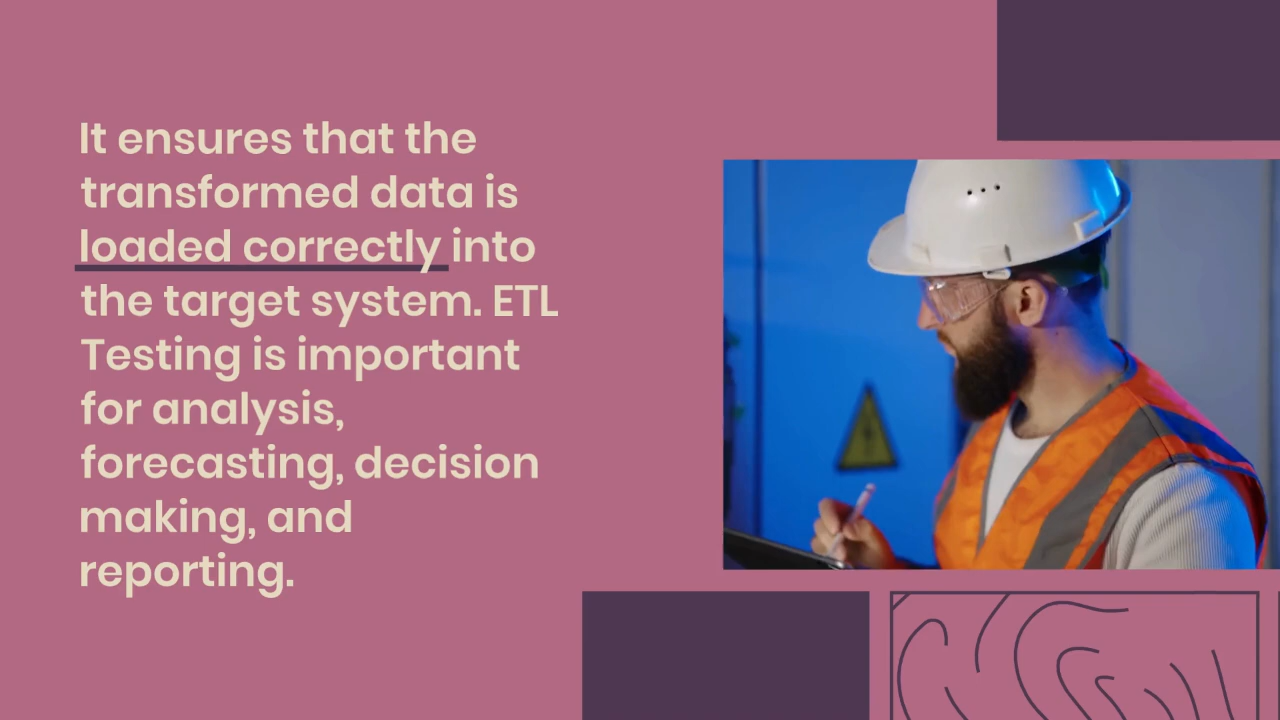 It ensures that the
transformed data is
loaded correctly into
the target system. ETL
Testing is important
for analysis,
forecasting, decision
making, and
reporting.